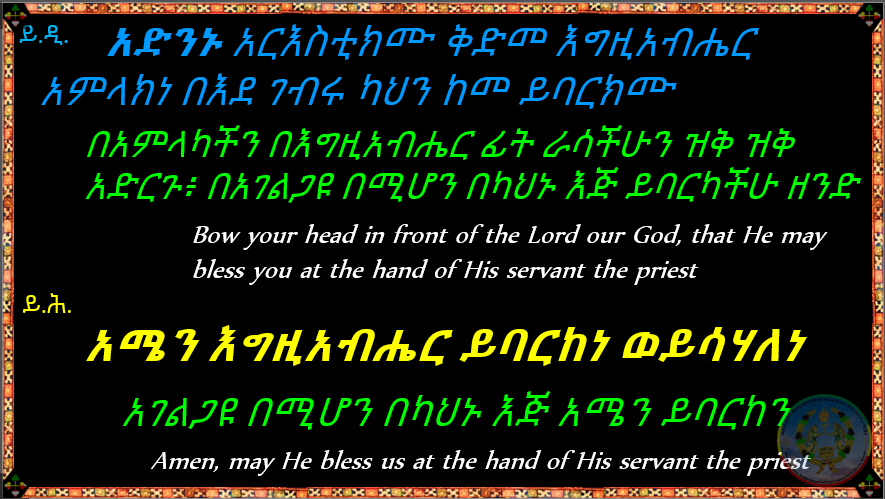 ይ.ዲ. አድንኑ አርእስቲክሙ ቅድመ እግዚአብሔር
አምላክነ በእደ ገብሩ ካህን ከመ ይባርክሙ
በአምላካችን በእግዚአብሔር ፊት ራሳችሁን ዝቅ ዝቅ
አድርጉ፥ በአገልጋዩ በሚሆን በካህኑ እጅ ይባርካችሁ ዘንድ
Bow your head in front of the Lord our God, that He may
bless you at the hand of His servant the priest
ይ.ሕ.
አሜን እግዚአብሔር ይባርከነ ወይሳሃለነ
አገልጋዩ በሚሆን በካህኑ እጅ አሜን ይባርከን
Amen, may He bless us at the hand of His servant the priest